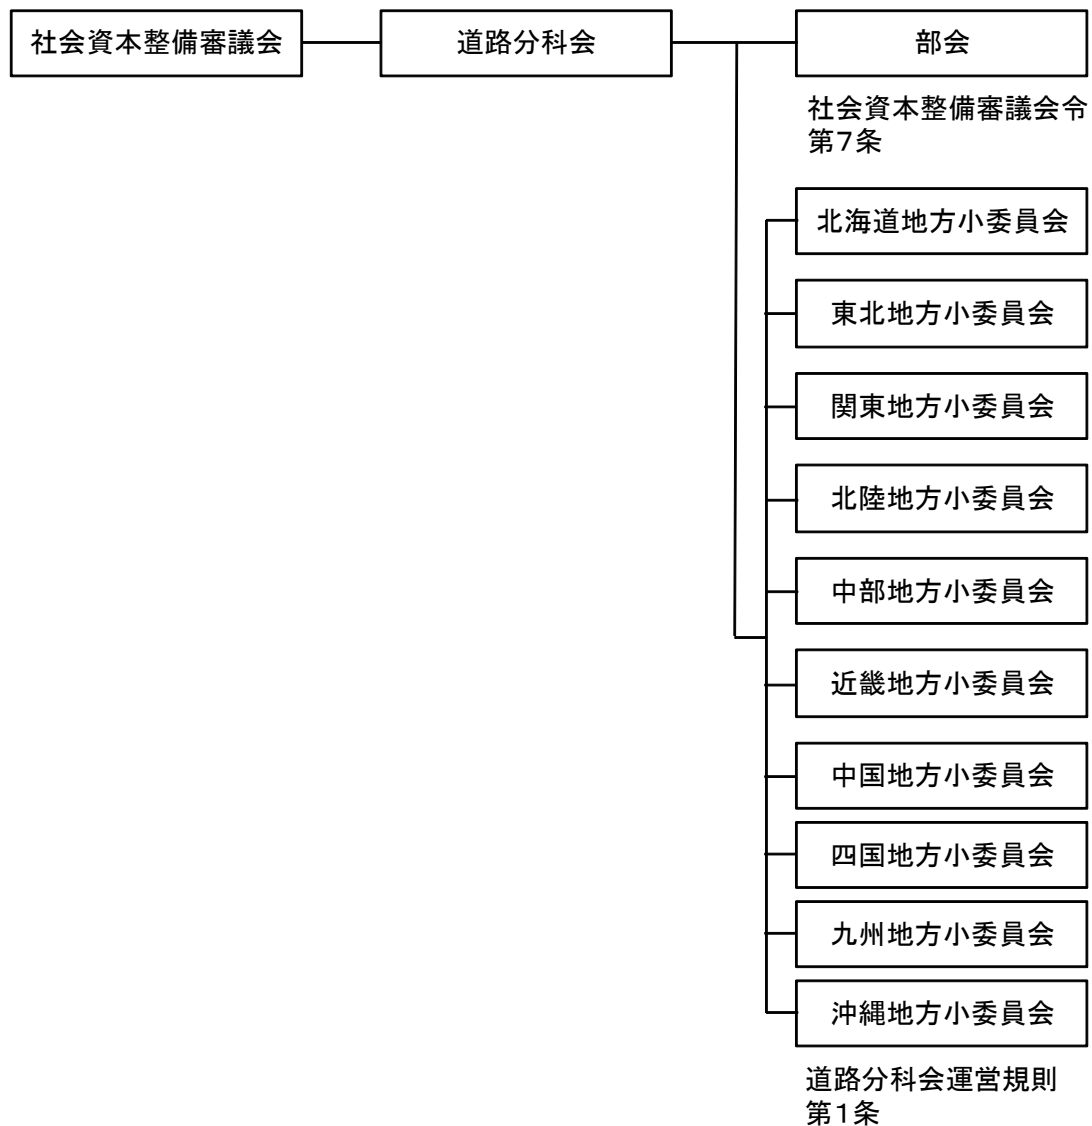 社会資本整備審議会
道路分科会
部会
社会資本整備審議会令
第７条
北海道地方小委員会
東北地方小委員会
関東地方小委員会
北陸地方小委員会
中部地方小委員会
近畿地方小委員会
中国地方小委員会
四国地方小委員会
九州地方小委員会
沖縄地方小委員会
道路分科会運営規則
第１条